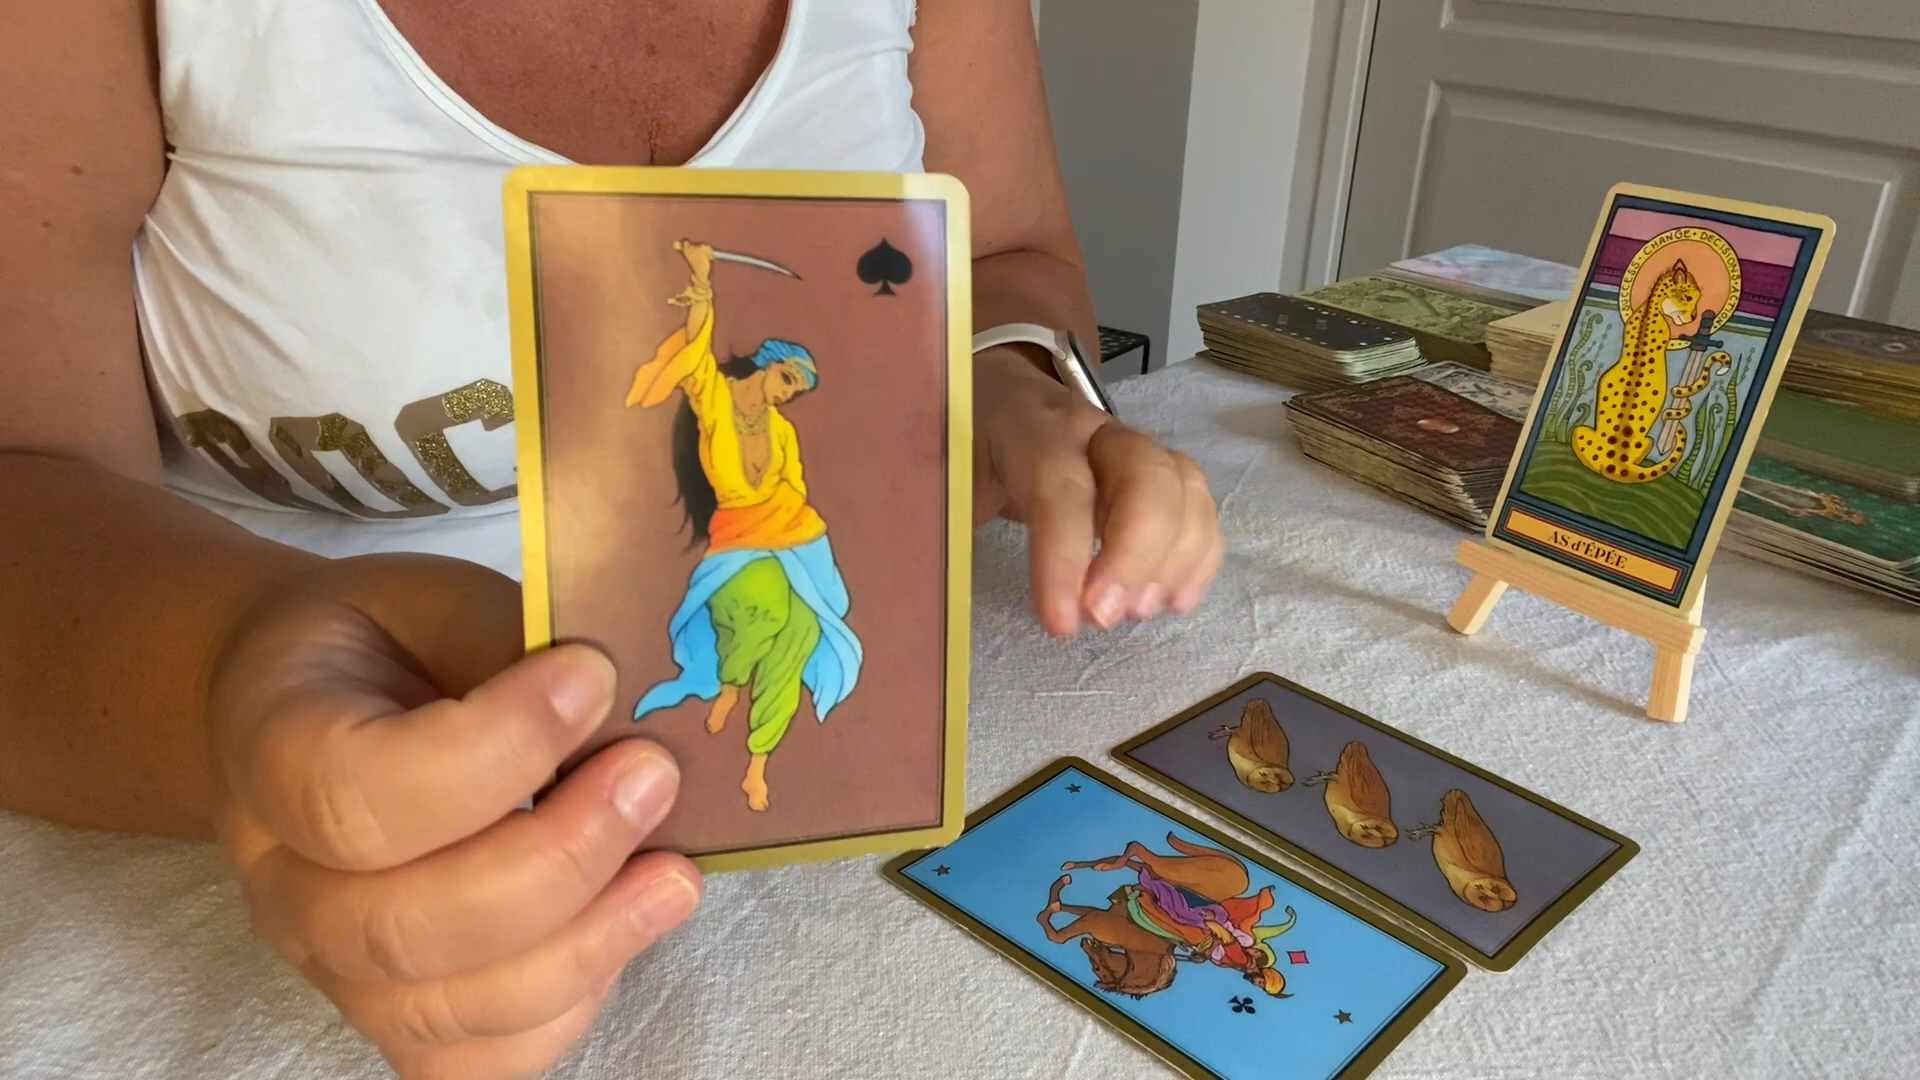 SUCCESS • CHANGE • DECISIONS • ACTION
AS d'ÉPÉE